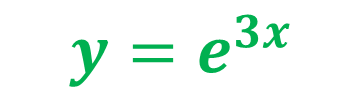 y = e^{3x}